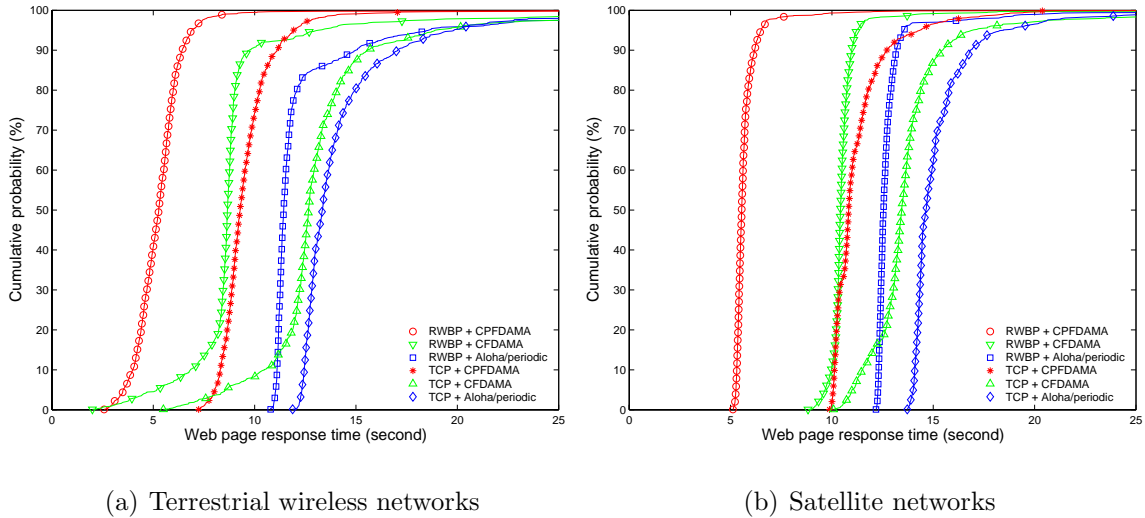 100
90
80
70
60
50
40
30
20
10
0
Cumulative probability (%)
0 5 10 15 20 25
Web page response time (second)
RWBP + CPFDAMA
RWBP + CFDAMA
RWBP + Aloha/periodic
TCP + CPFDAMA
TCP + CFDAMA
TCP + Aloha/periodic
(a) Terrestrial wireless networks
100
90
80
70
60
50
40
30
20
10
0
Cumulative probability (%)
0 5 10 15 20 25
Web page response time (second)
RWBP + CPFDAMA
RWBP + CFDAMA
RWBP + Aloha/periodic
TCP + CPFDAMA
TCP + CFDAMA
TCP + Aloha/periodic
(b) Satellite networks